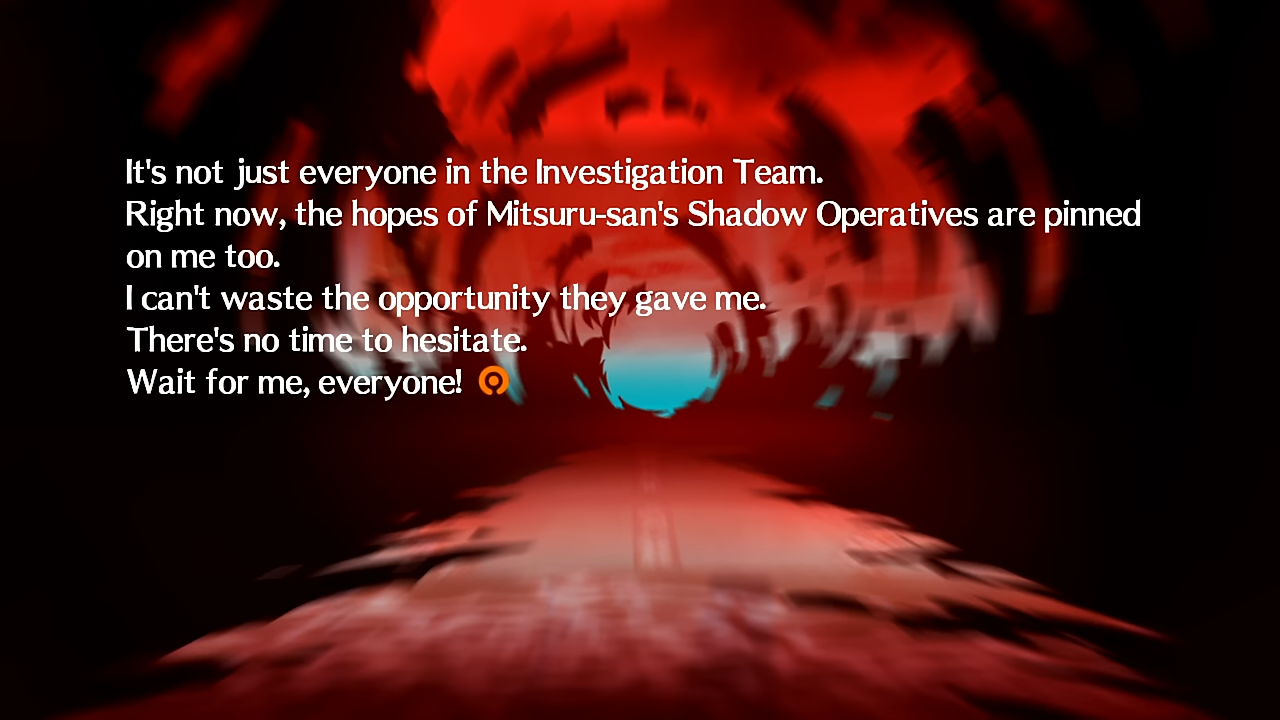 It's not just everyone in the Investigation Team.
Right now, the hopes of Mitsuru-san's Shadow Operatives are pinned
on me too.
I can't waste the opportunity they gave me.
There's no time to hesitate.
Wait for me, everyone!